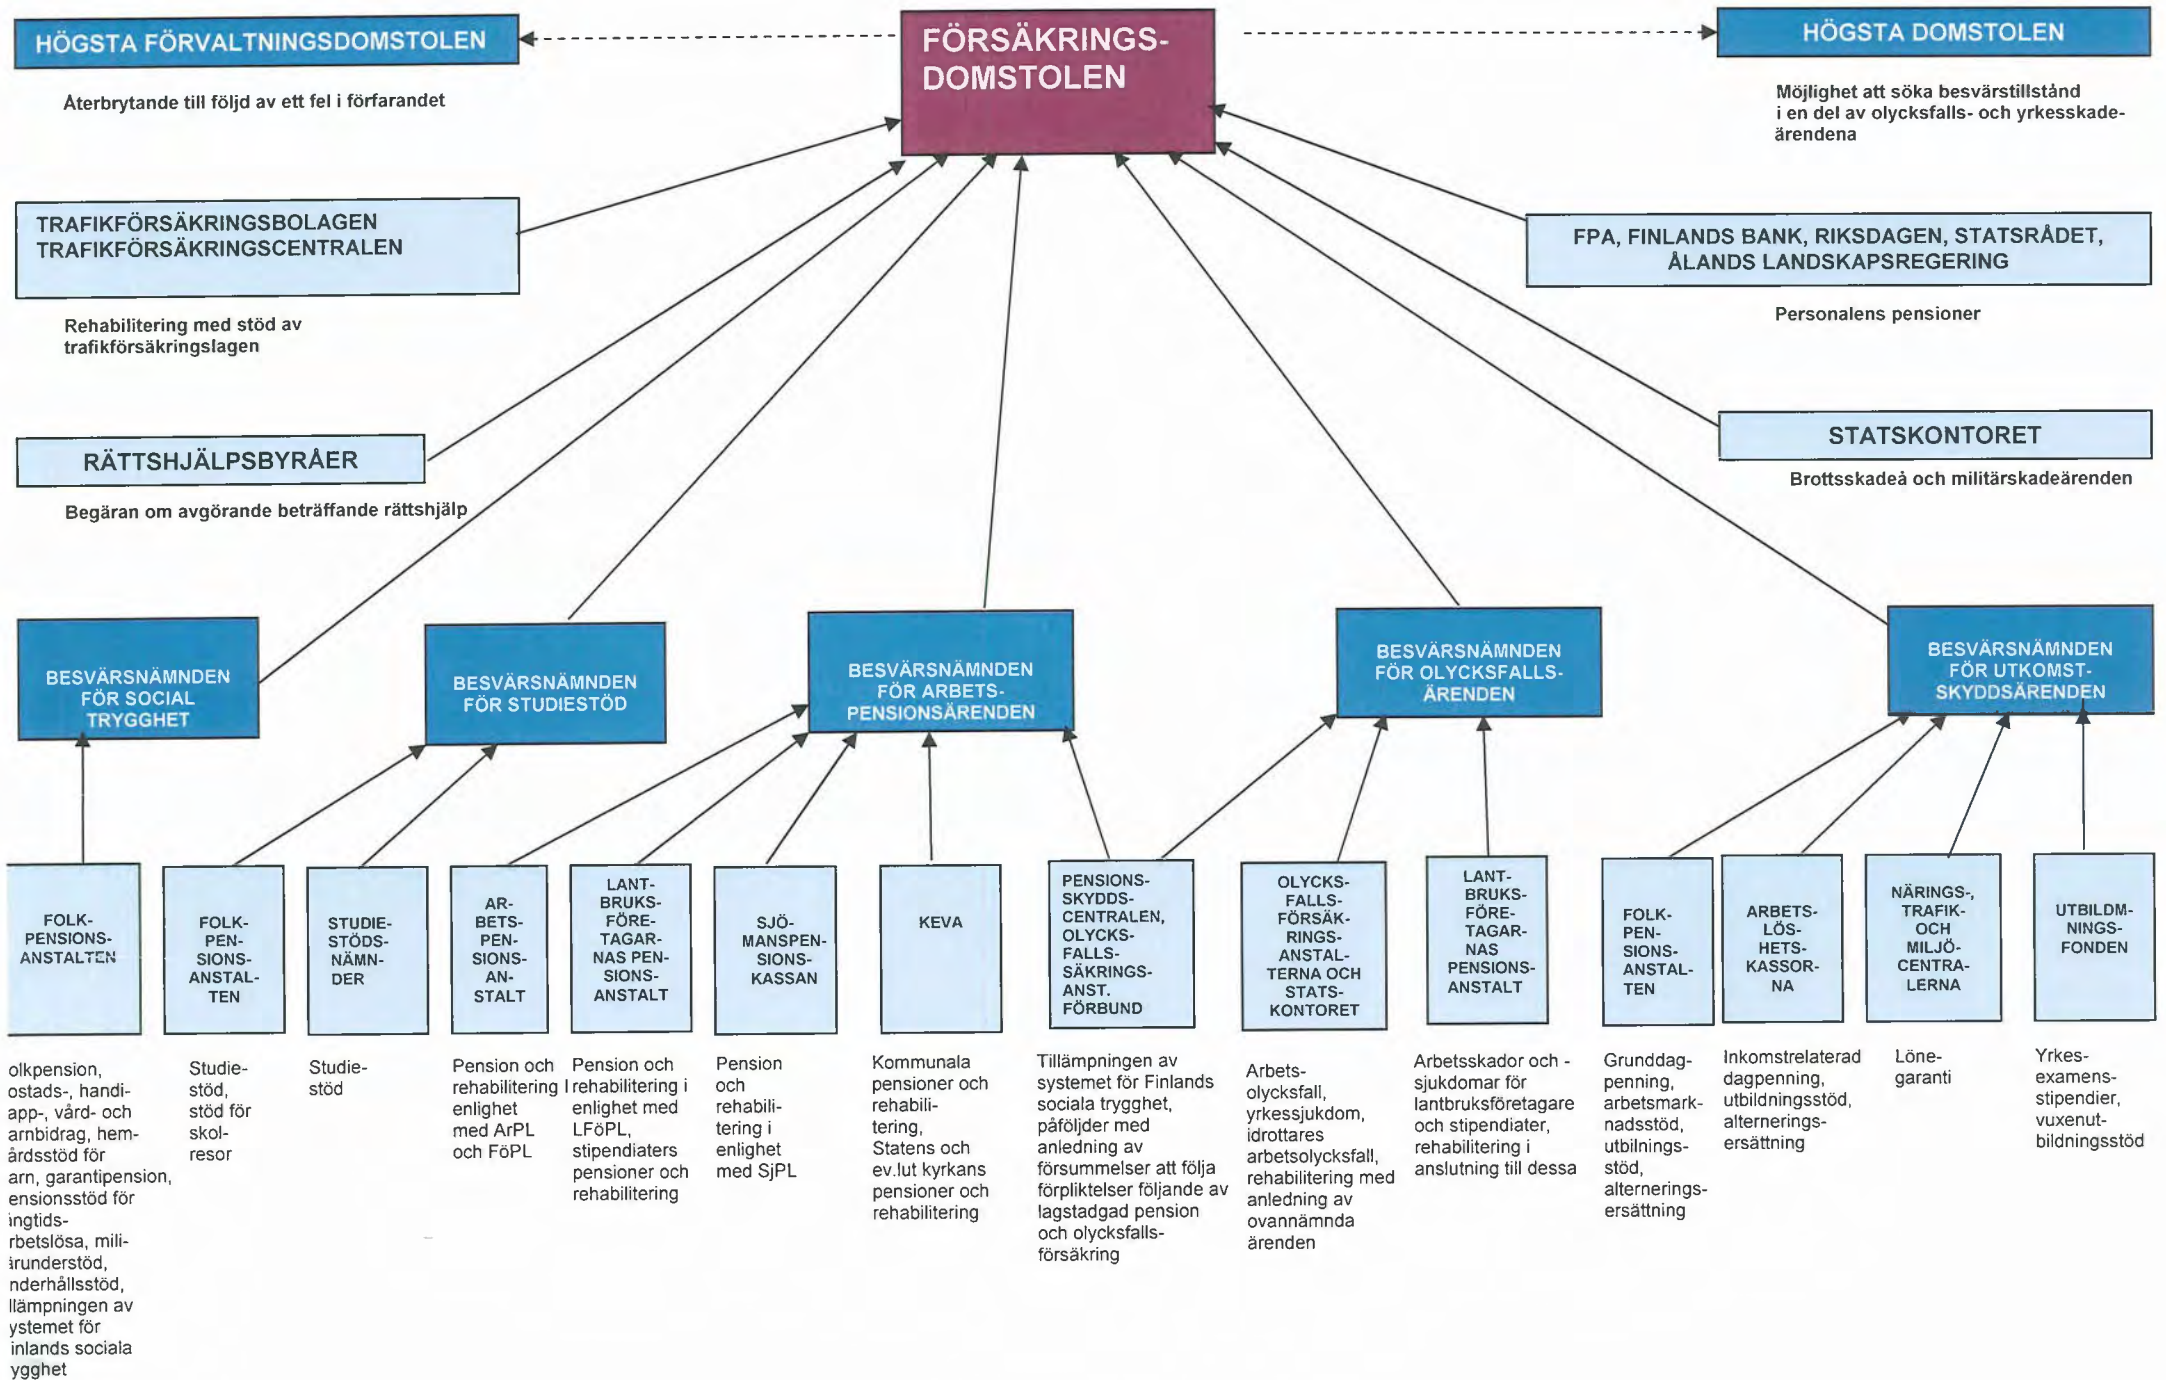 HÖGSTA FÖRVALTNINGSDOMSTOLEN
Återbrytande till följd av ett fel i förfarandet
FÖRSÄKRINGS-
DOMSTOLEN
HÖGSTA DOMSTOLEN
Möjlighet att söka besvärstillstånd
i en del av olycksfalls- och yrkesskade-
ärendena
TRAFIKFÖRSÄKRINGSBOLAGEN
TRAFIKFÖRSÄKRINGSCENTRALEN
Rehabilitering med stöd av
trafikförsäkringslagen
FPA, FINLANDS BANK, RIKSDAGEN, STATSRÅDET,
ÅLANDS LANDSKAPSREGERING
Personalens pensioner
RÄTTSHJÄLPSBYRÅER
Begäran om avgörande beträffande rättshjälp
STATSKONTORET
Brottsskadeå och militärskadeärenden
BESVÄRSNÄMNDEN
FÖR SOCIAL
TRYGGHET
BESVÄRSNÄMNDEN
FÖR STUDIESTÖD
BESVÄRSNÄMNDEN
FÖR ARBETS-
PENSIONSÄRENDEN
BESVÄRSNÄMNDEN
FÖR OLYCKSFALLS-
ÄRENDEN
BESVÄRSNÄMNDEN
FÖR UTKOMST-
SKYDDSÄRENDEN
FOLK-
PENSIONS-
ANSTALTEN
FOLK-
PEN-
SIONS-
ANSTAL-
TEN
STUDIE-
STÖDS-
NÄMN-
DER
AR-
BETS-
PEN-
SIONS-
AN-
STALT
LANT-
BRUKS-
FÖRE-
TAGAR-
NAS PEN-
SIONS-
ANSTALT
SJÖ-
MANSPEN-
SIONS-
KASSAN
KEVA
PENSIONS-
SKYDDS-
CENTRALEN,
OLYCKS-
FALLS-
SÄKRINGS-
ANST.
FÖRBUND
OLYCKS-
FALLS-
FÖRSÄK-
RINGS-
ANSTAL-
TERNA OCH
STATS-
KONTORET
LANT-
BRUKS-
FÖRE-
TAGAR-
NAS
PENSIONS-
ANSTALT
FOLK-
PEN-
SIONS-
ANSTAL-
TEN
ARBETS-
LÖS-
HETS-
KASSOR-
NA
NÄRINGS-,
TRAFIK-
OCH
MILJÖ-
CENTRA-
LERNA
UTBILDM-
NINGS-
FONDEN
olkpension,
ostads-, handi-
app-, vård- och
arnbidrag, hem-
årdsstöd för
arn, garantipension,
ensionsstöd för
ångtids-
rbetslösa, mili-
ärunderstöd,
nderhållsstöd,
llämpningen av
ystemet för
inlands sociala
ygghet
Studie-
stöd,
stöd för
skol-
resor
Studie-
stöd
Pension och
rehabilitering I
enlighet
med ArPL
och FöPL
Pension och
rehabilitering i
enlighet med
LFöPL,
stipendiaters
pensioner och
rehabilitering
Pension
och
rehabili-
tering i
enlighet
med SjPL
Kommunala
pensioner och
rehabili-
tering,
Statens och
ev.lut kyrkans
pensioner och
rehabilitering
Tillämpningen av
systemet för Finlands
sociala trygghet,
påföljder med
anledning av
försummelser att följa
förpliktelser följande av
lagstadgad pension
och olycksfalls-
försäkring
Arbets-
olycksfall,
yrkessjukdom,
idrottares
arbetsolycksfall,
rehabilitering med
anledning av
ovannämnda
ärenden
Arbetsskador och -
sjukdomar för
lantbruksföretagare
och stipendiater,
rehabilitering i
anslutning till dessa
Grunddag-
penning,
arbetsmark-
nadsstöd,
utbilnings-
stöd,
alternerings-
ersättning
Inkomstrelaterad
dagpenning,
utbildningsstöd,
alternerings-
ersättning
Löne-
garanti
Yrkes-
examens-
stipendier,
vuxenut-
bildningsstöd